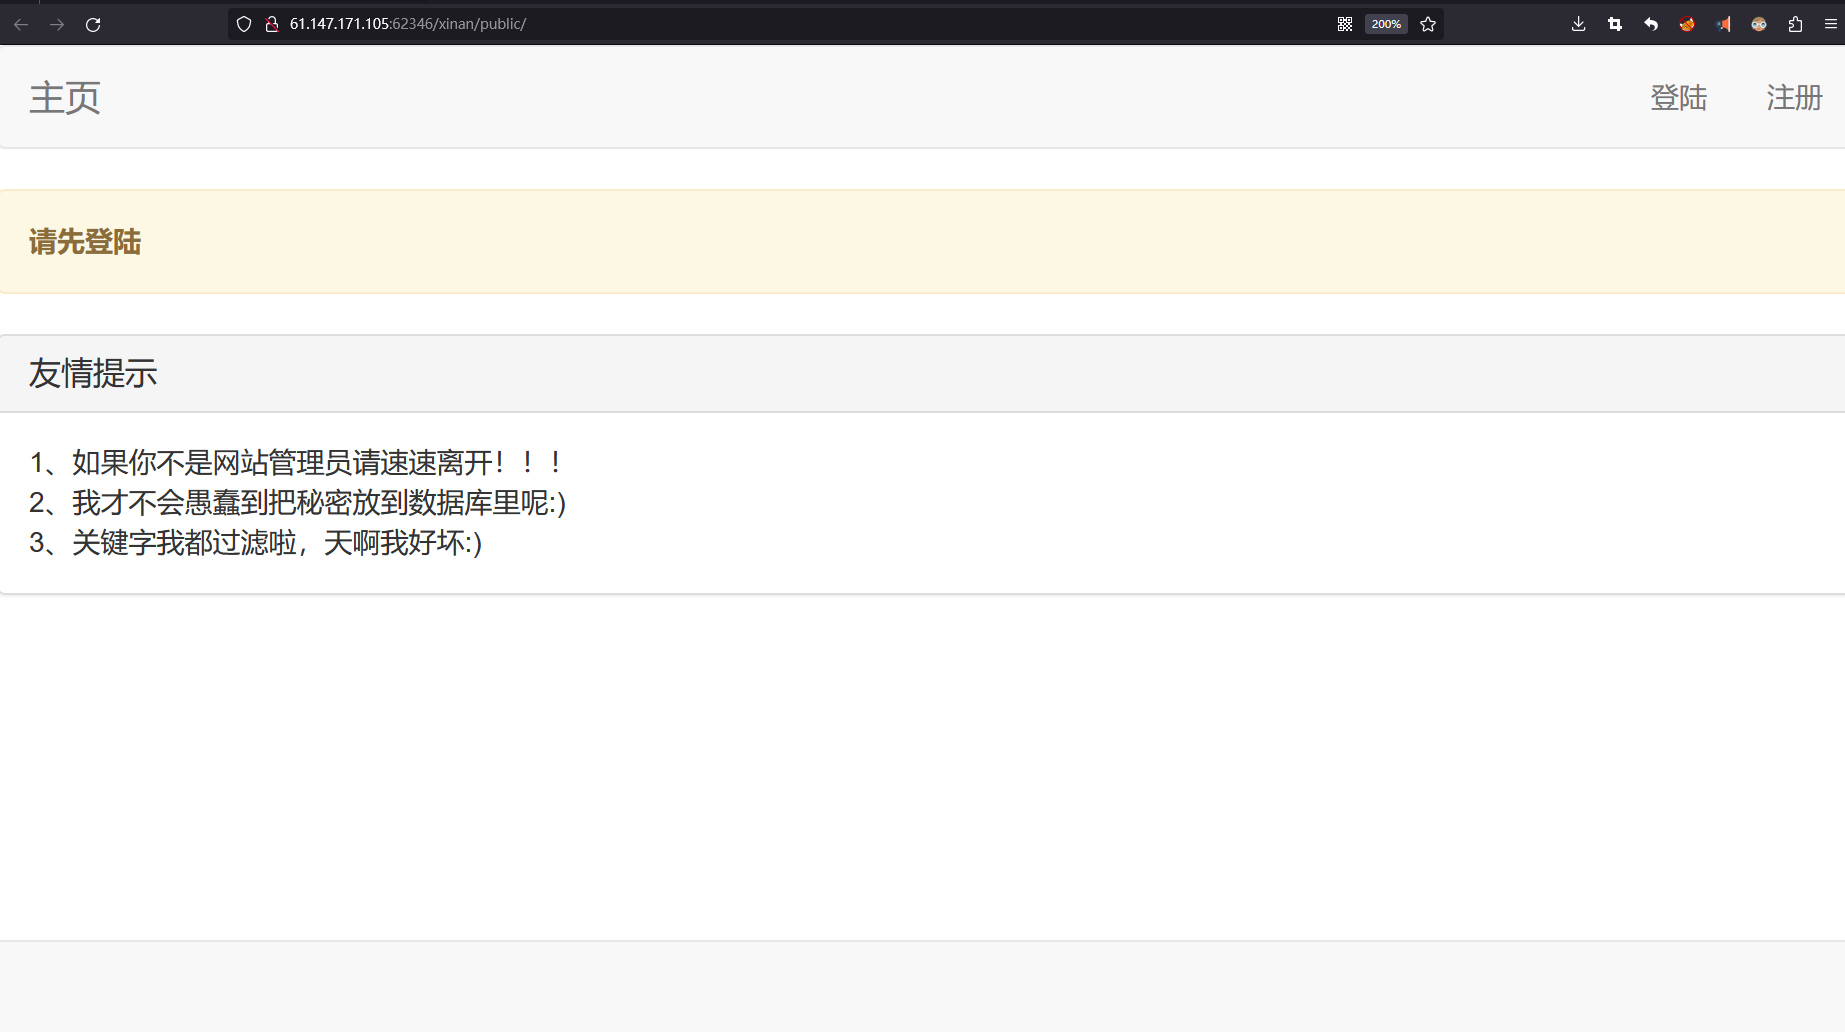 61.147.171.105:62346/xinan/public/
200%
主页
登陆
注册
请先登陆
友情提示
1、如果你不是网站管理员请速速离开！！！
2、我才不会愚蠢到把秘密放到数据库里呢:)
3、关键字我都过滤啦，天啊我好坏:)